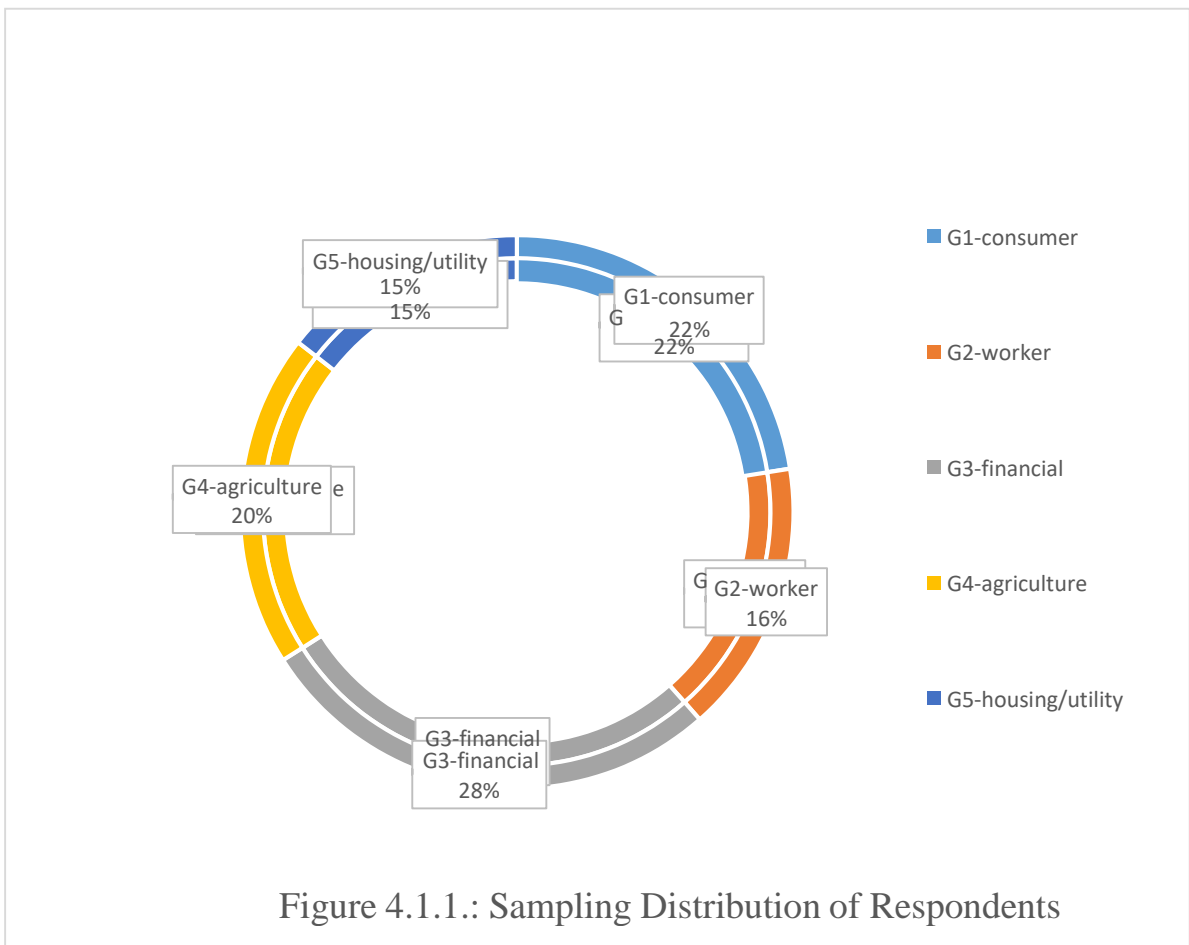 G5-housing/utility
15%
15%
G1-consumer
G
22%
22%
G4-agriculture
e
20%
G
G2-worker
16%
G3-financial
G3-financial
28%
G1-consumer
G2-worker
G3-financial
G4-agriculture
G5-housing/utility
Figure 4.1.1.: Sampling Distribution of Respondents